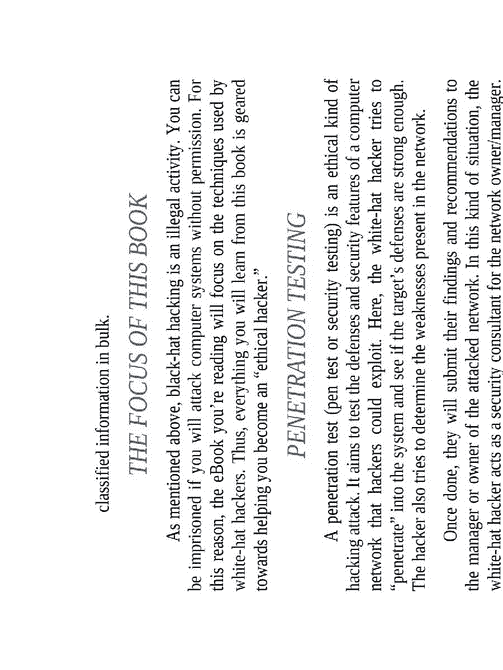 classified information in bulk.
THE FOCUS OF THIS BOOK
As mentioned above, black-hat hacking is an illegal activity. You can
be imprisoned if you will attack computer systems without permission. For
this reason, the eBook you’re reading will focus on the techniques used by
white-hat hackers. Thus, everything you will learn from this book is geared
towards helping you become an “ethical hacker.”
PENETRATION TESTING
A penetration test (pen test or security testing) is an ethical kind of
hacking attack. It aims to test the defenses and security features of a computer
network that hackers could exploit. Here, the white-hat hacker tries to
“penetrate” into the system and see if the target’s defenses are strong enough.
The hacker also tries to determine the weaknesses present in the network.
Once done, they will submit their findings and recommendations to
the manager or owner of the attacked network. In this kind of situation, the
white-hat hacker acts as a security consultant for the network owner/manager.